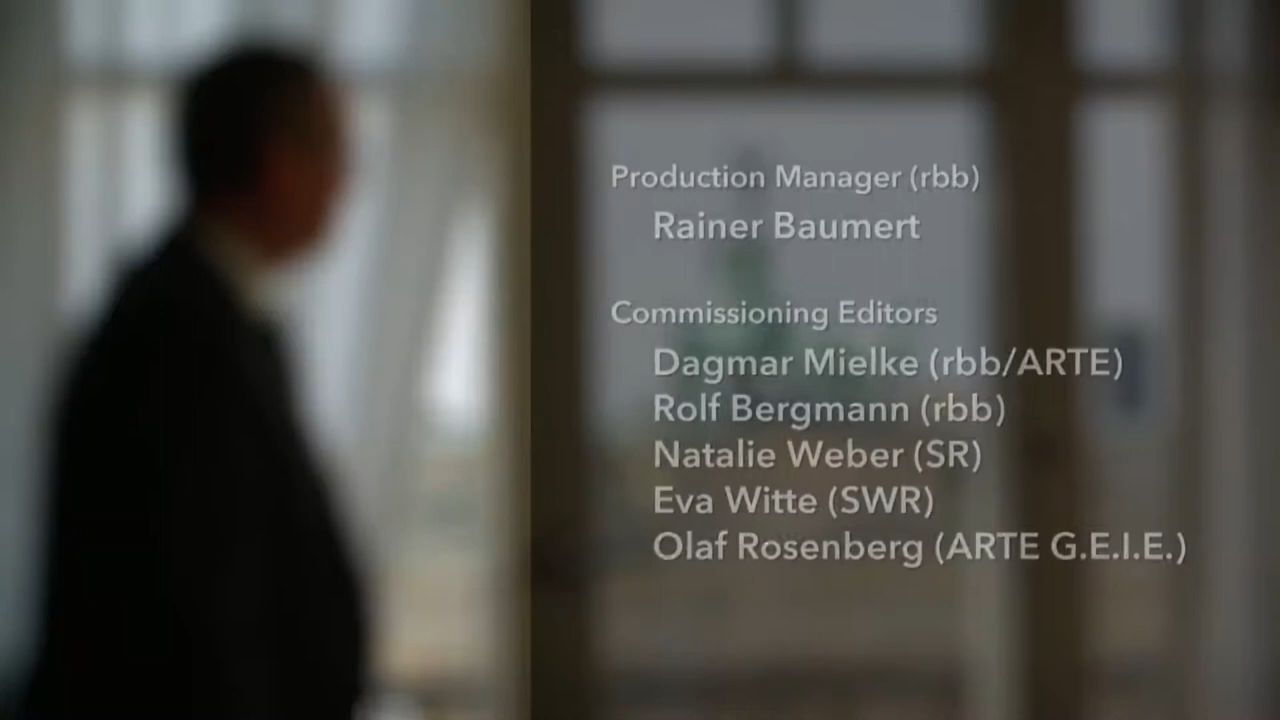 Production Manager (rbb)
Rainer Baumert
Commissioning Editors
Dagmar Mielke (rbb/ARTE)
Rolf Bergmann (rbb)
Natalie Weber (SR)
Eva Witte (SWR)
Olaf Rosenberg (ARTE G.E.I.E.)